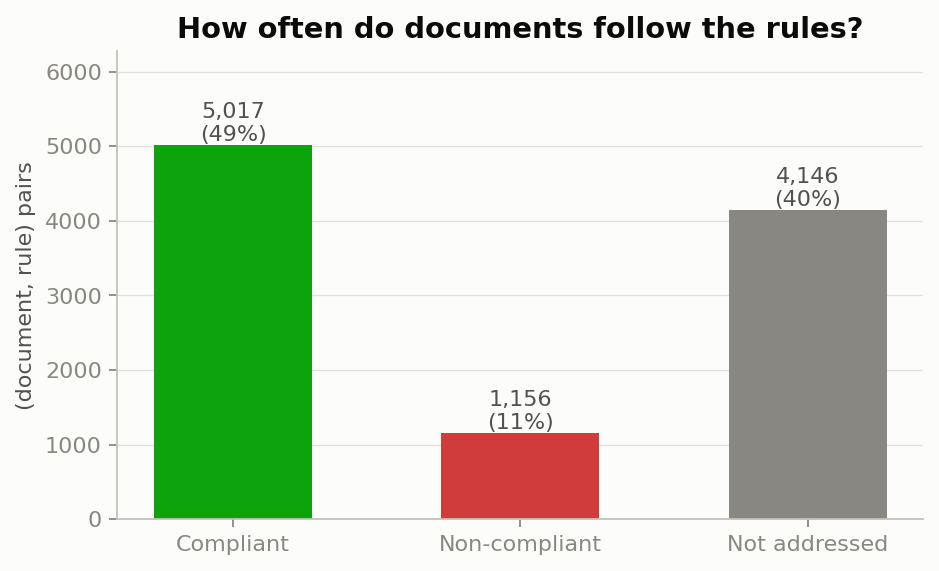 How often do documents follow the rules?
(document, rule) pairs
6000
5000
4000
3000
2000
1000
0
5,017
(49%)
1,156
(11%)
4,146
(40%)
Compliant
Non-compliant
Not addressed